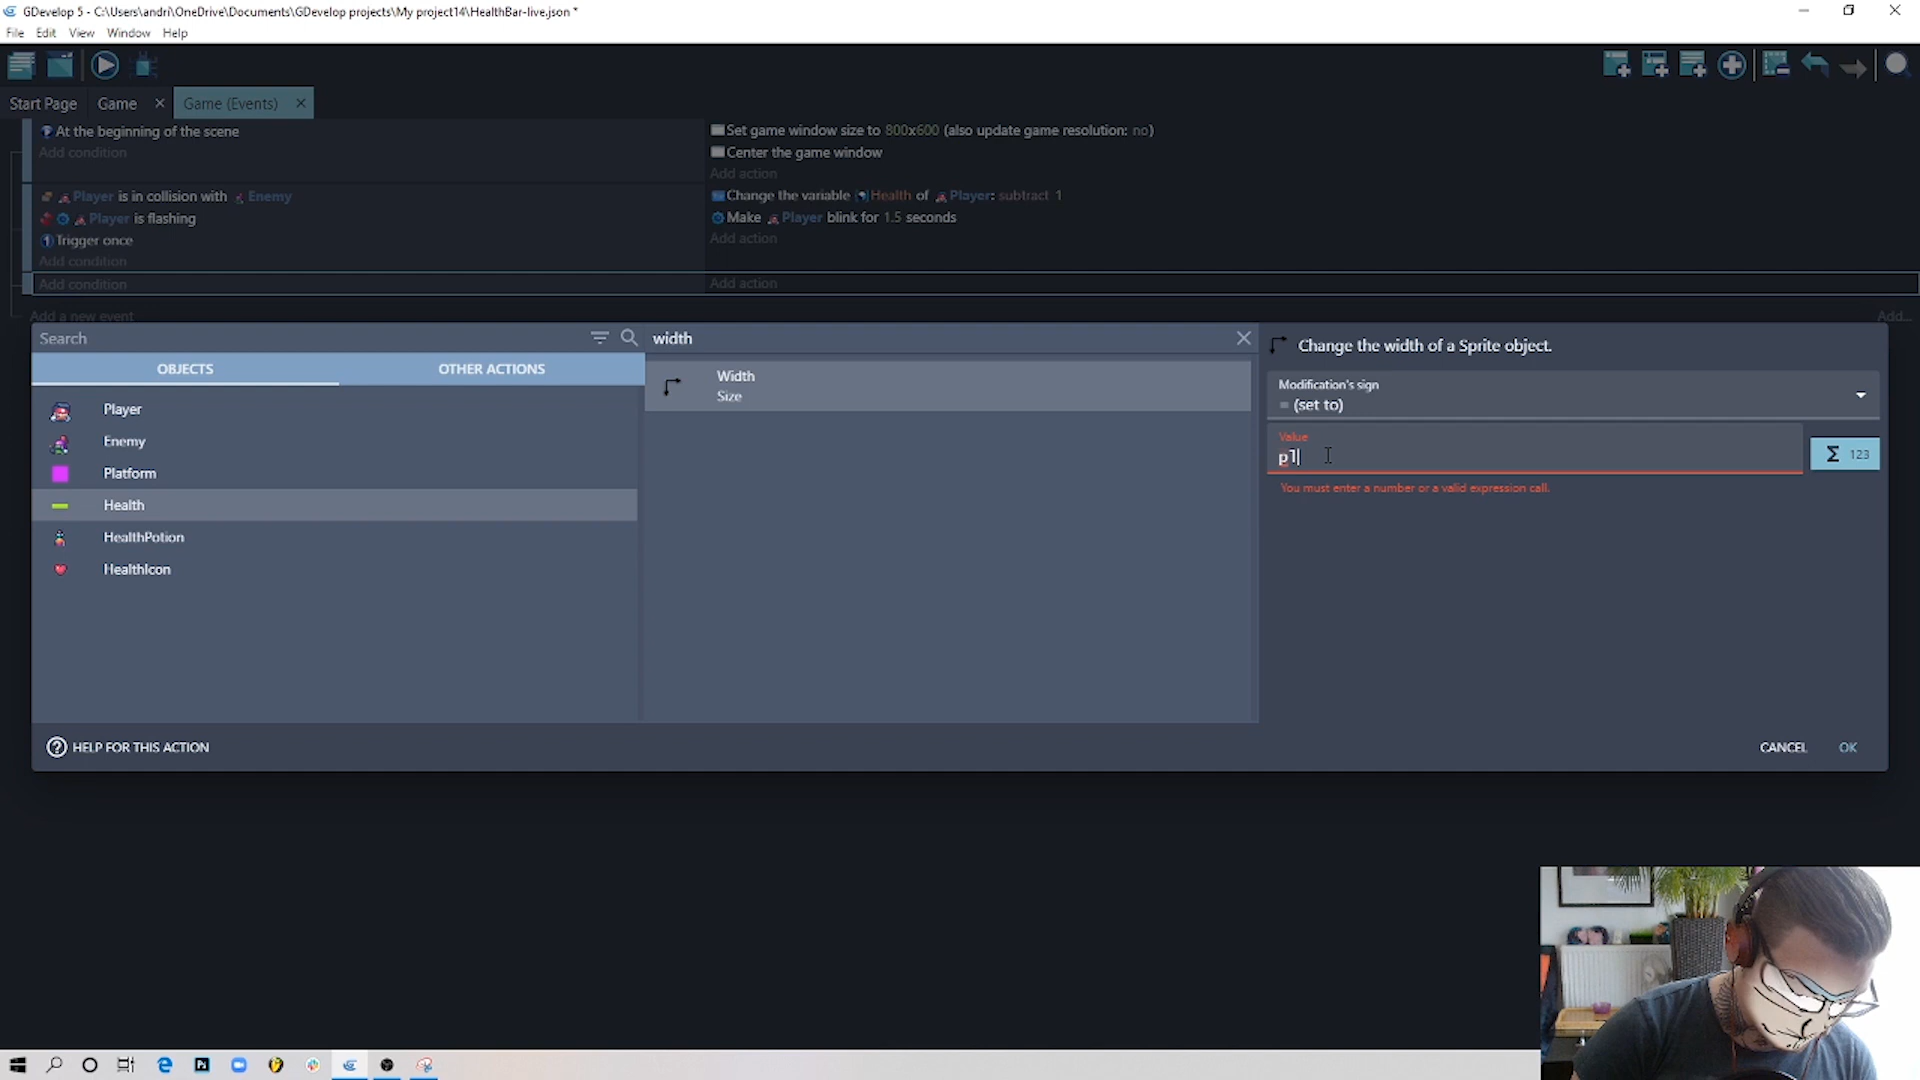 GDevelop 5 - C:\Users\andri\OneDrive\Documents\GDevelop projects\My project14\HealthBar-live.json *
File Edit View Window Help
Start Page Game Game (Events)
At the beginning of the scene
Add condition
Set game window size to 800x600 (also update game resolution: no)
Center the game window
Add action
Player is in collision with Enemy
Player is flashing
Trigger once
Add condition
Change the variable Health of Player: subtract 1
Make Player blink for 1.5 seconds
Add action
Add condition
Add action
Add a new event
Add...
Search
OBJECTS OTHER ACTIONS
Player
Enemy
Platform
Health
HealthPotion
HealthIcon
width
Width
Size
Change the width of a Sprite object.
Modification's sign
= (set to)
Value
pl
Σ 123
You must enter a number or a valid expression call.
HELP FOR THIS ACTION
CANCEL OK